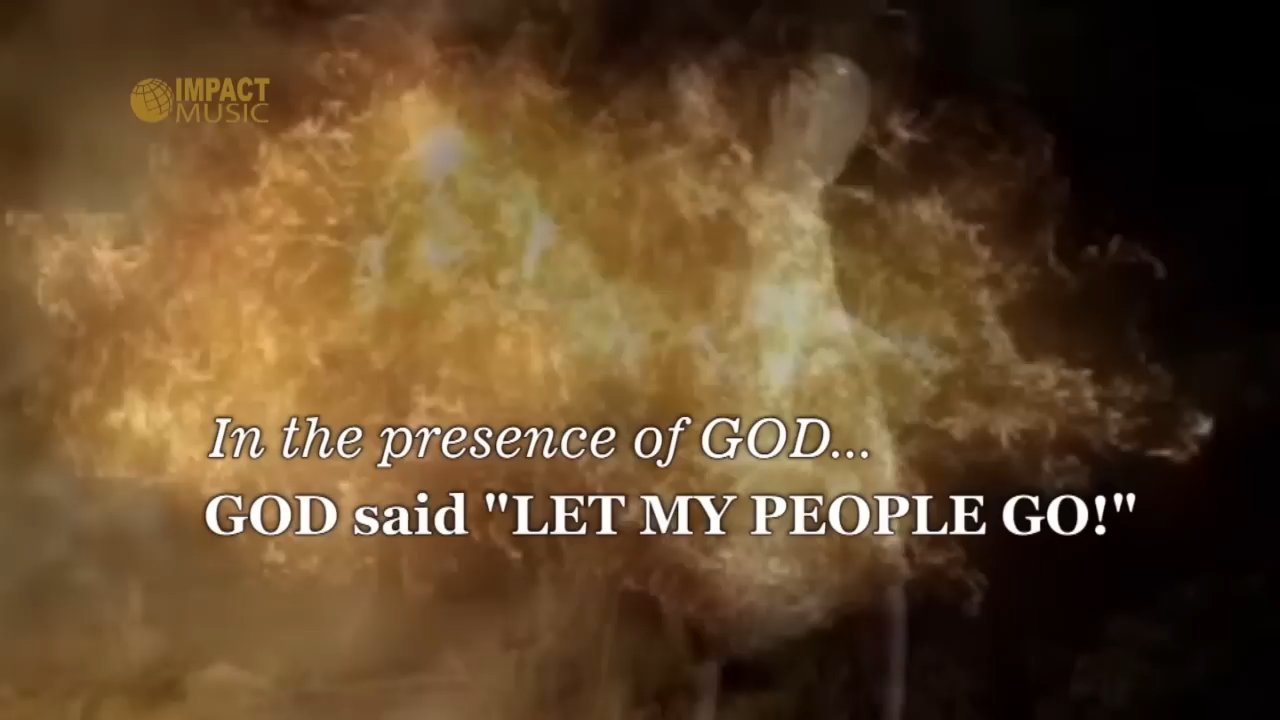 IMPACT
MUSIC
In the presence of GOD...
GOD said "LET MY PEOPLE GO!"